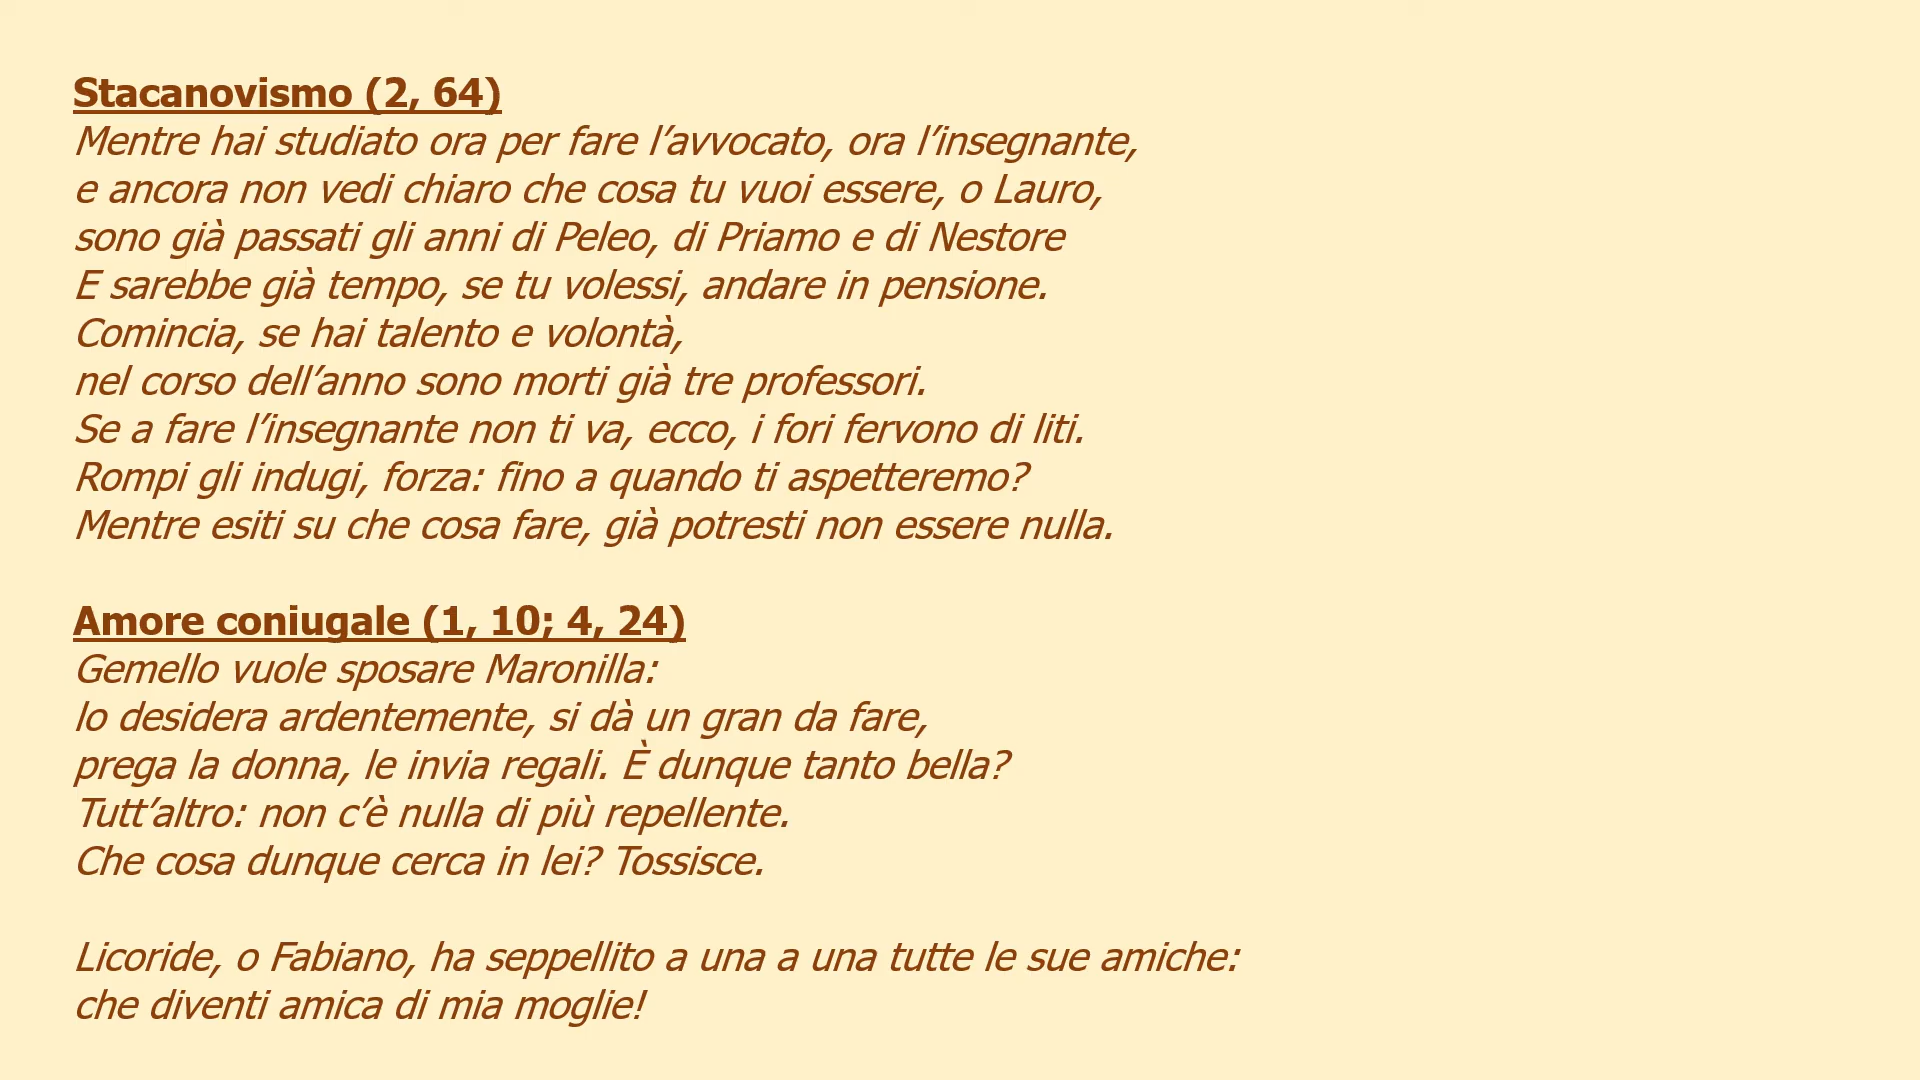 Stacanovismo (2, 64)
Mentre hai studiato ora per fare l’avvocato, ora l’insegnante,
e ancora non vedi chiaro che cosa tu vuoi essere, o Lauro,
sono già passati gli anni di Peleo, di Priamo e di Nestore
E sarebbe già tempo, se tu volessi, andare in pensione.
Comincia, se hai talento e volontà,
nel corso dell’anno sono morti già tre professori.
Se a fare l’insegnante non ti va, ecco, i fori fervono di liti.
Rompi gli indugi, forza: fino a quando ti aspetteremo?
Mentre esiti su che cosa fare, già potresti non essere nulla.
Amore coniugale (1, 10; 4, 24)
Gemello vuole sposare Maronilla:
lo desidera ardentemente, si dà un gran da fare,
prega la donna, le invia regali. È dunque tanto bella?
Tutt’altro: non c’è nulla di più repellente.
Che cosa dunque cerca in lei? Tossisce.
Licoride, o Fabiano, ha seppellito a una a una tutte le sue amiche:
che diventi amica di mia moglie!